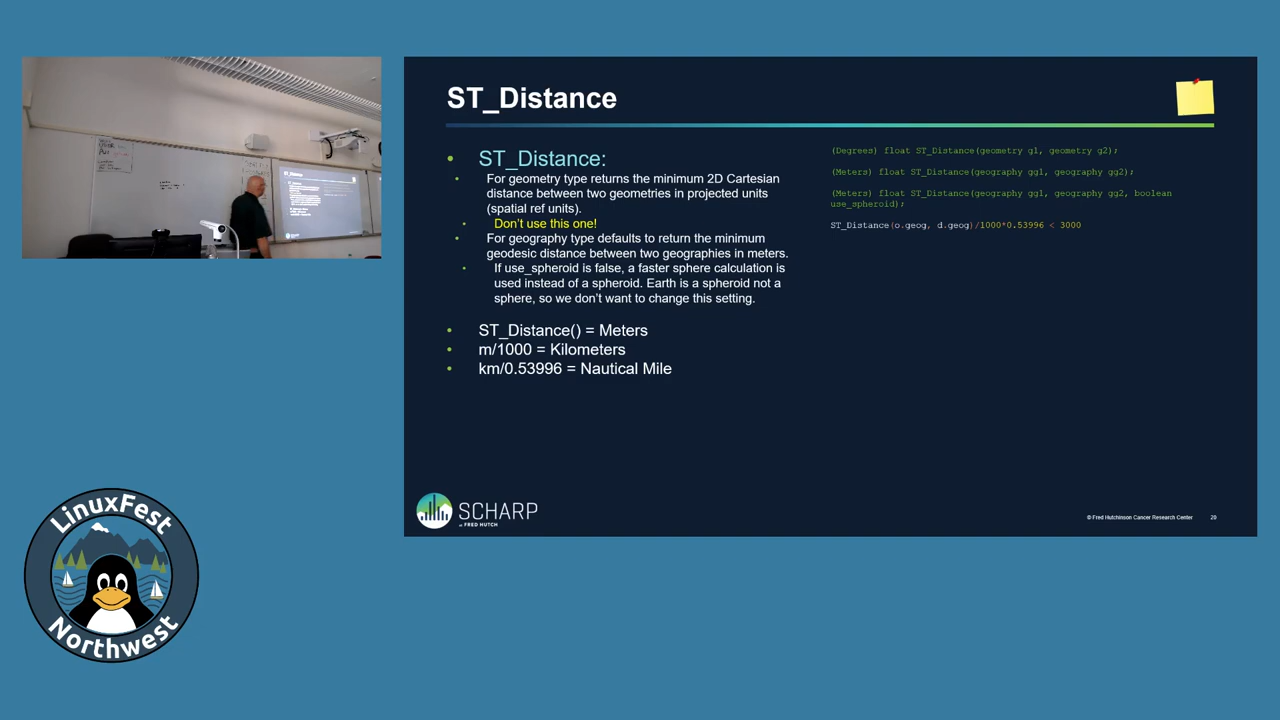 ST_Distance
ST_Distance:
For geometry type returns the minimum 2D Cartesian
distance between two geometries in projected units
(spatial ref units).
Don't use this one!
For geography type defaults to return the minimum
geodesic distance between two geographies in meters.
If use_spheroid is false, a faster sphere calculation is
used instead of a spheroid. Earth is a spheroid not a
sphere, so we don't want to change this setting.
ST_Distance() = Meters
m/1000 = Kilometers
km/0.53996 = Nautical Mile
(Degrees) float ST_Distance(geometry g1, geometry g2);
(Meters) float ST_Distance(geography gg1, geography gg2);
(Meters) float ST_Distance(geography gg1, geography gg2, boolean
use_spheroid);
ST_Distance(o.geog, d.geog)/1000*0.53996 < 3000
SCHARP
at FRED HUTCH
© Fred Hutchinson Cancer Research Center
20
LinuxFest
Northwest